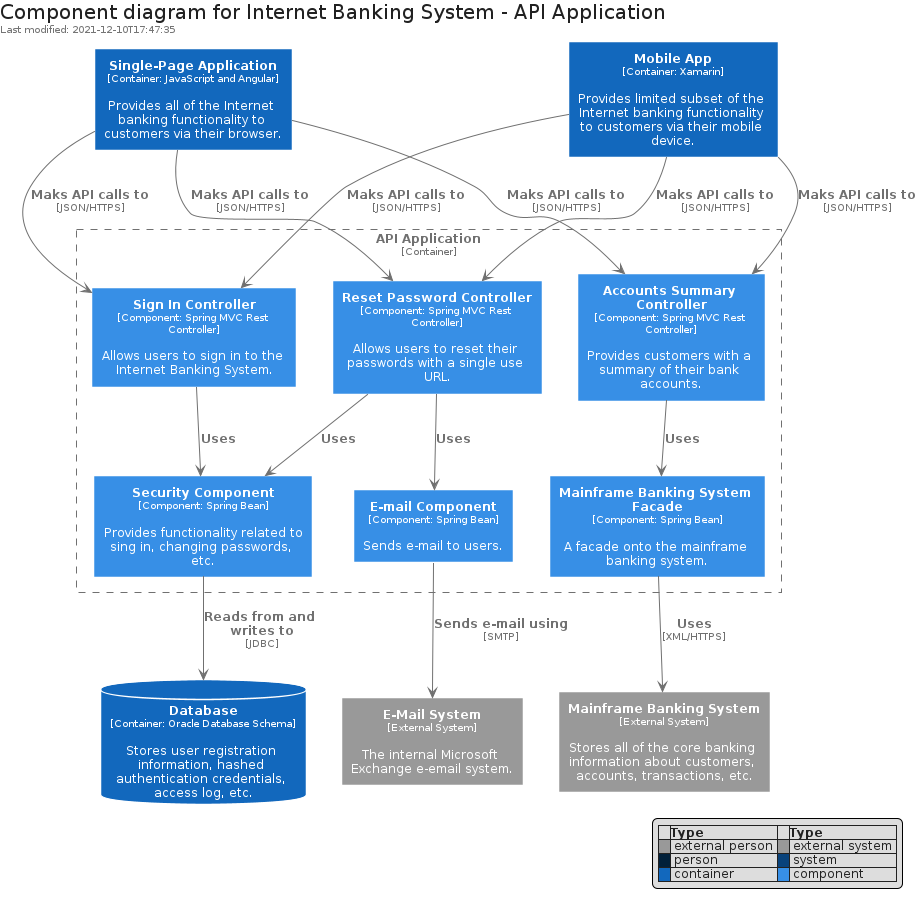 Component diagram for Internet Banking System - API Application
Last modified: 2021-12-10T17:47:35
Single-Page Application
[Container: JavaScript and Angular]
Provides all of the Internet
banking functionality to
customers via their browser.
Mobile App
[Container: Xamarin]
Provides limited subset of the
Internet banking functionality
to customers via their mobile
device.
Maks API calls to
[JSON/HTTPS]
Maks API calls to
[JSON/HTTPS]
Maks API calls to
[JSON/HTTPS]
Maks API calls to
[JSON/HTTPS]
Maks API calls to
[JSON/HTTPS]
Maks API calls to
[JSON/HTTPS]
API Application
[Container]
Sign In Controller
[Component: Spring MVC Rest
Controller]
Allows users to sign in to the
Internet Banking System.
Reset Password Controller
[Component: Spring MVC Rest
Controller]
Allows users to reset their
passwords with a single use
URL.
Accounts Summary
Controller
[Component: Spring MVC Rest
Controller]
Provides customers with a
summary of their bank
accounts.
Uses
Uses
Uses
Uses
Security Component
[Component: Spring Bean]
Provides functionality related to
sing in, changing passwords,
etc.
E-mail Component
[Component: Spring Bean]
Sends e-mail to users.
Mainframe Banking System
Facade
[Component: Spring Bean]
A facade onto the mainframe
banking system.
Reads from and
writes to
[JDBC]
Sends e-mail using
[SMTP]
Uses
[XML/HTTPS]
Database
[Container: Oracle Database Schema]
Stores user registration
information, hashed
authentication credentials,
access log, etc.
E-Mail System
[External System]
The internal Microsoft
Exchange e-email system.
Mainframe Banking System
[External System]
Stores all of the core banking
information about customers,
accounts, transactions, etc.
Type Type
external person external system
person system
container component